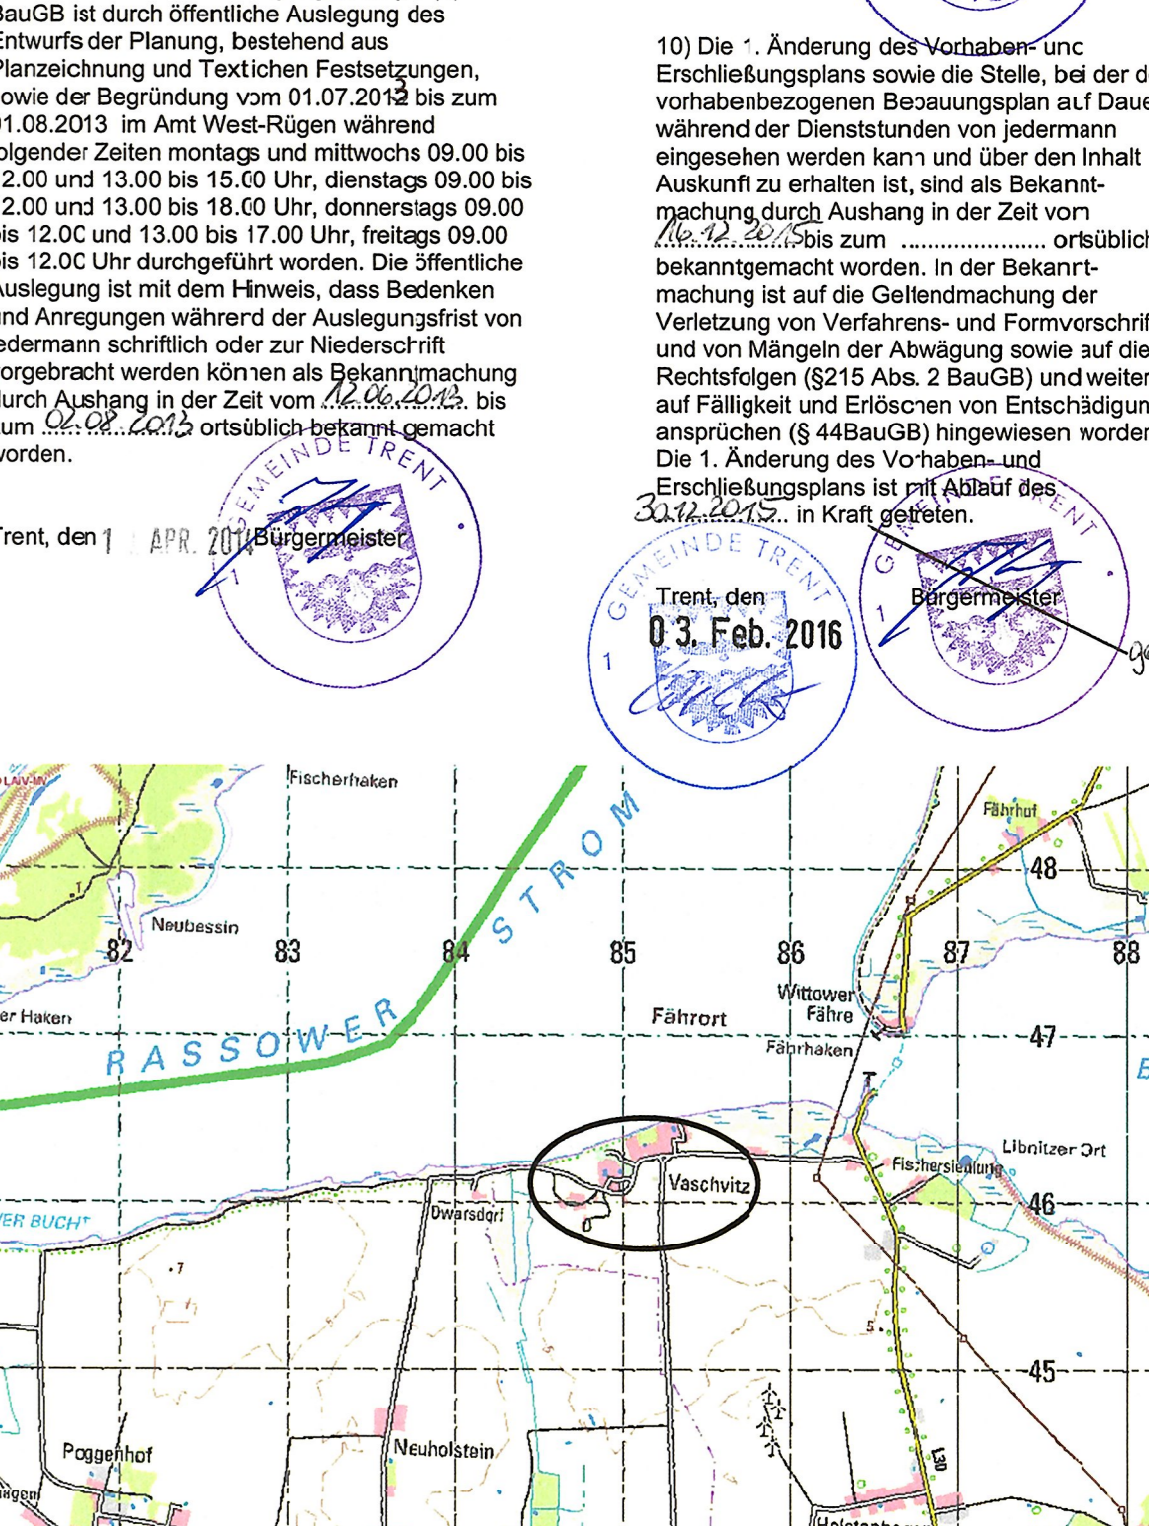 BauGB ist durch öffentliche Auslegung des
Entwurfs der Planung, bestehend aus
Planzeichnung und Textichen Festsetzungen,
sowie der Begründung vom 01.07.2013 bis zum
01.08.2013 im Amt West-Rügen während
folgender Zeiten montags und mittwochs 09.00 bis
12.00 und 13.00 bis 15.00 Uhr, dienstags 09.00 bis
12.00 und 13.00 bis 18.00 Uhr, donnerstags 09.00
bis 12.00 und 13.00 bis 17.00 Uhr, freitags 09.00
bis 12.00 Uhr durchgeführt worden. Die öffentliche
Auslegung ist mit dem Hinweis, dass Bedenken
und Anregungen während der Auslegungsfrist von
jedermann schriftlich oder zur Niederschrift
vorgebracht werden können als Bekanntmachung
durch Aushang in der Zeit vom 12.06.2013. bis
zum 02.08.2013 ortsüblich bekannt gemacht
worden.
GEMEINDE TRENT
Trent, den 1 APR. 2014 Bürgermeister
1
10) Die 1. Änderung des Vorhaben- und
Erschließungsplans sowie die Stelle, bei der d
vorhabenbezogenen Bebauungsplan auf Daue
während der Dienststunden von jedermann
eingesehen werden kann und über den Inhalt
Auskunft zu erhalten ist, sind als Bekannt-
machung durch Aushang in der Zeit von
16.12.2015 bis zum ...................... ortsüblich
bekanntgemacht worden. In der Bekannt-
machung ist auf die Geltendmachung der
Verletzung von Verfahrens- und Formvorschrif
und von Mängeln der Abwägung sowie auf die
Rechtsfolgen (§215 Abs. 2 BauGB) und weiter
auf Fälligkeit und Erlöschen von Entschädigun
ansprüchen (§ 44BauGB) hingewiesen worden
Die 1. Änderung des Vorhaben- und
Erschließungsplans ist mit Ablauf des
30.12.2015.. in Kraft getreten.
GEMEINDE TRENT
GEMEINDE TRENT
Trent, den
Bürgermeister
03. Feb. 2016
1
1
Fischerhaken
STROM
Fährhof
48
Neubessin
82 83 84 85 86 87 88
Wittower
Fähre
er Haken
Fährort
RASSOWER
47
Fährhaken
Libnitzer Ort
Fischersiedlung
Vaschvitz
46
Dwarsdorf
VER BUCHT
7
5
45
Poggenhof
Neuholstein
L30